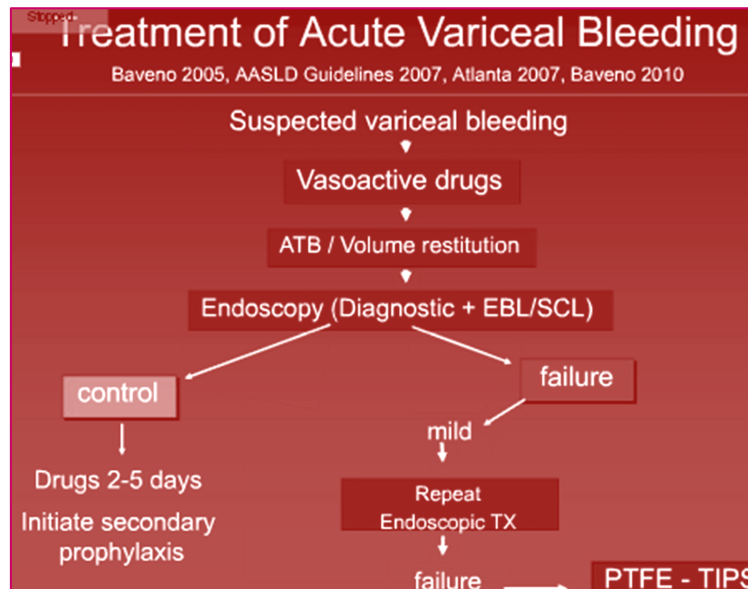 Stopped
Treatment of Acute Variceal Bleeding
Baveno 2005, AASLD Guidelines 2007, Atlanta 2007, Baveno 2010
Suspected variceal bleeding
Vasoactive drugs
ATB / Volume restitution
Endoscopy (Diagnostic + EBL/SCL)
control
failure
mild
Drugs 2-5 days
Initiate secondary
prophylaxis
Repeat
Endoscopic TX
failure
PTFE - TIPS